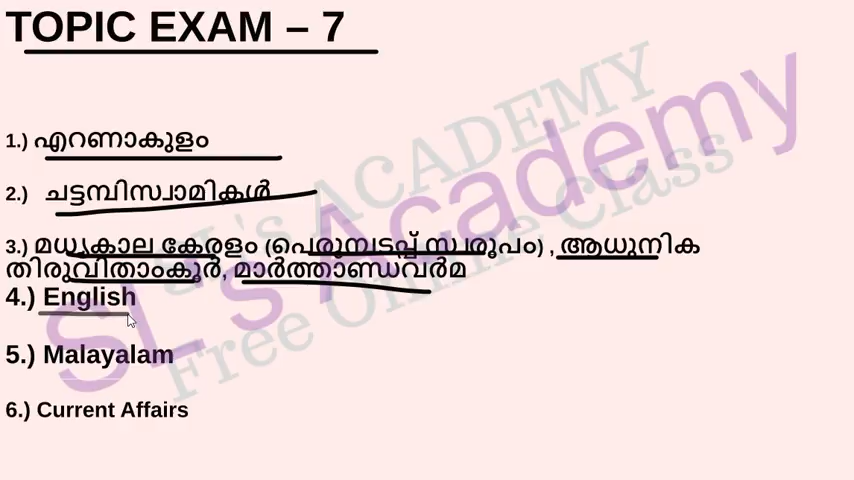 TOPIC EXAM – 7
1.) എറണാകുളം
2.) ചട്ടമ്പിസ്വാമികൾ
3.) മധ്യകാല കേരളം (പെരുമ്പടപ്പ് സ്വരൂപം) , ആധുനിക
തിരുവിതാംകൂർ, മാർത്താണ്ഡവർമ
4.) English
5.) Malayalam
6.) Current Affairs
SL's ACADEMY
Free Online Class
SL's Academy